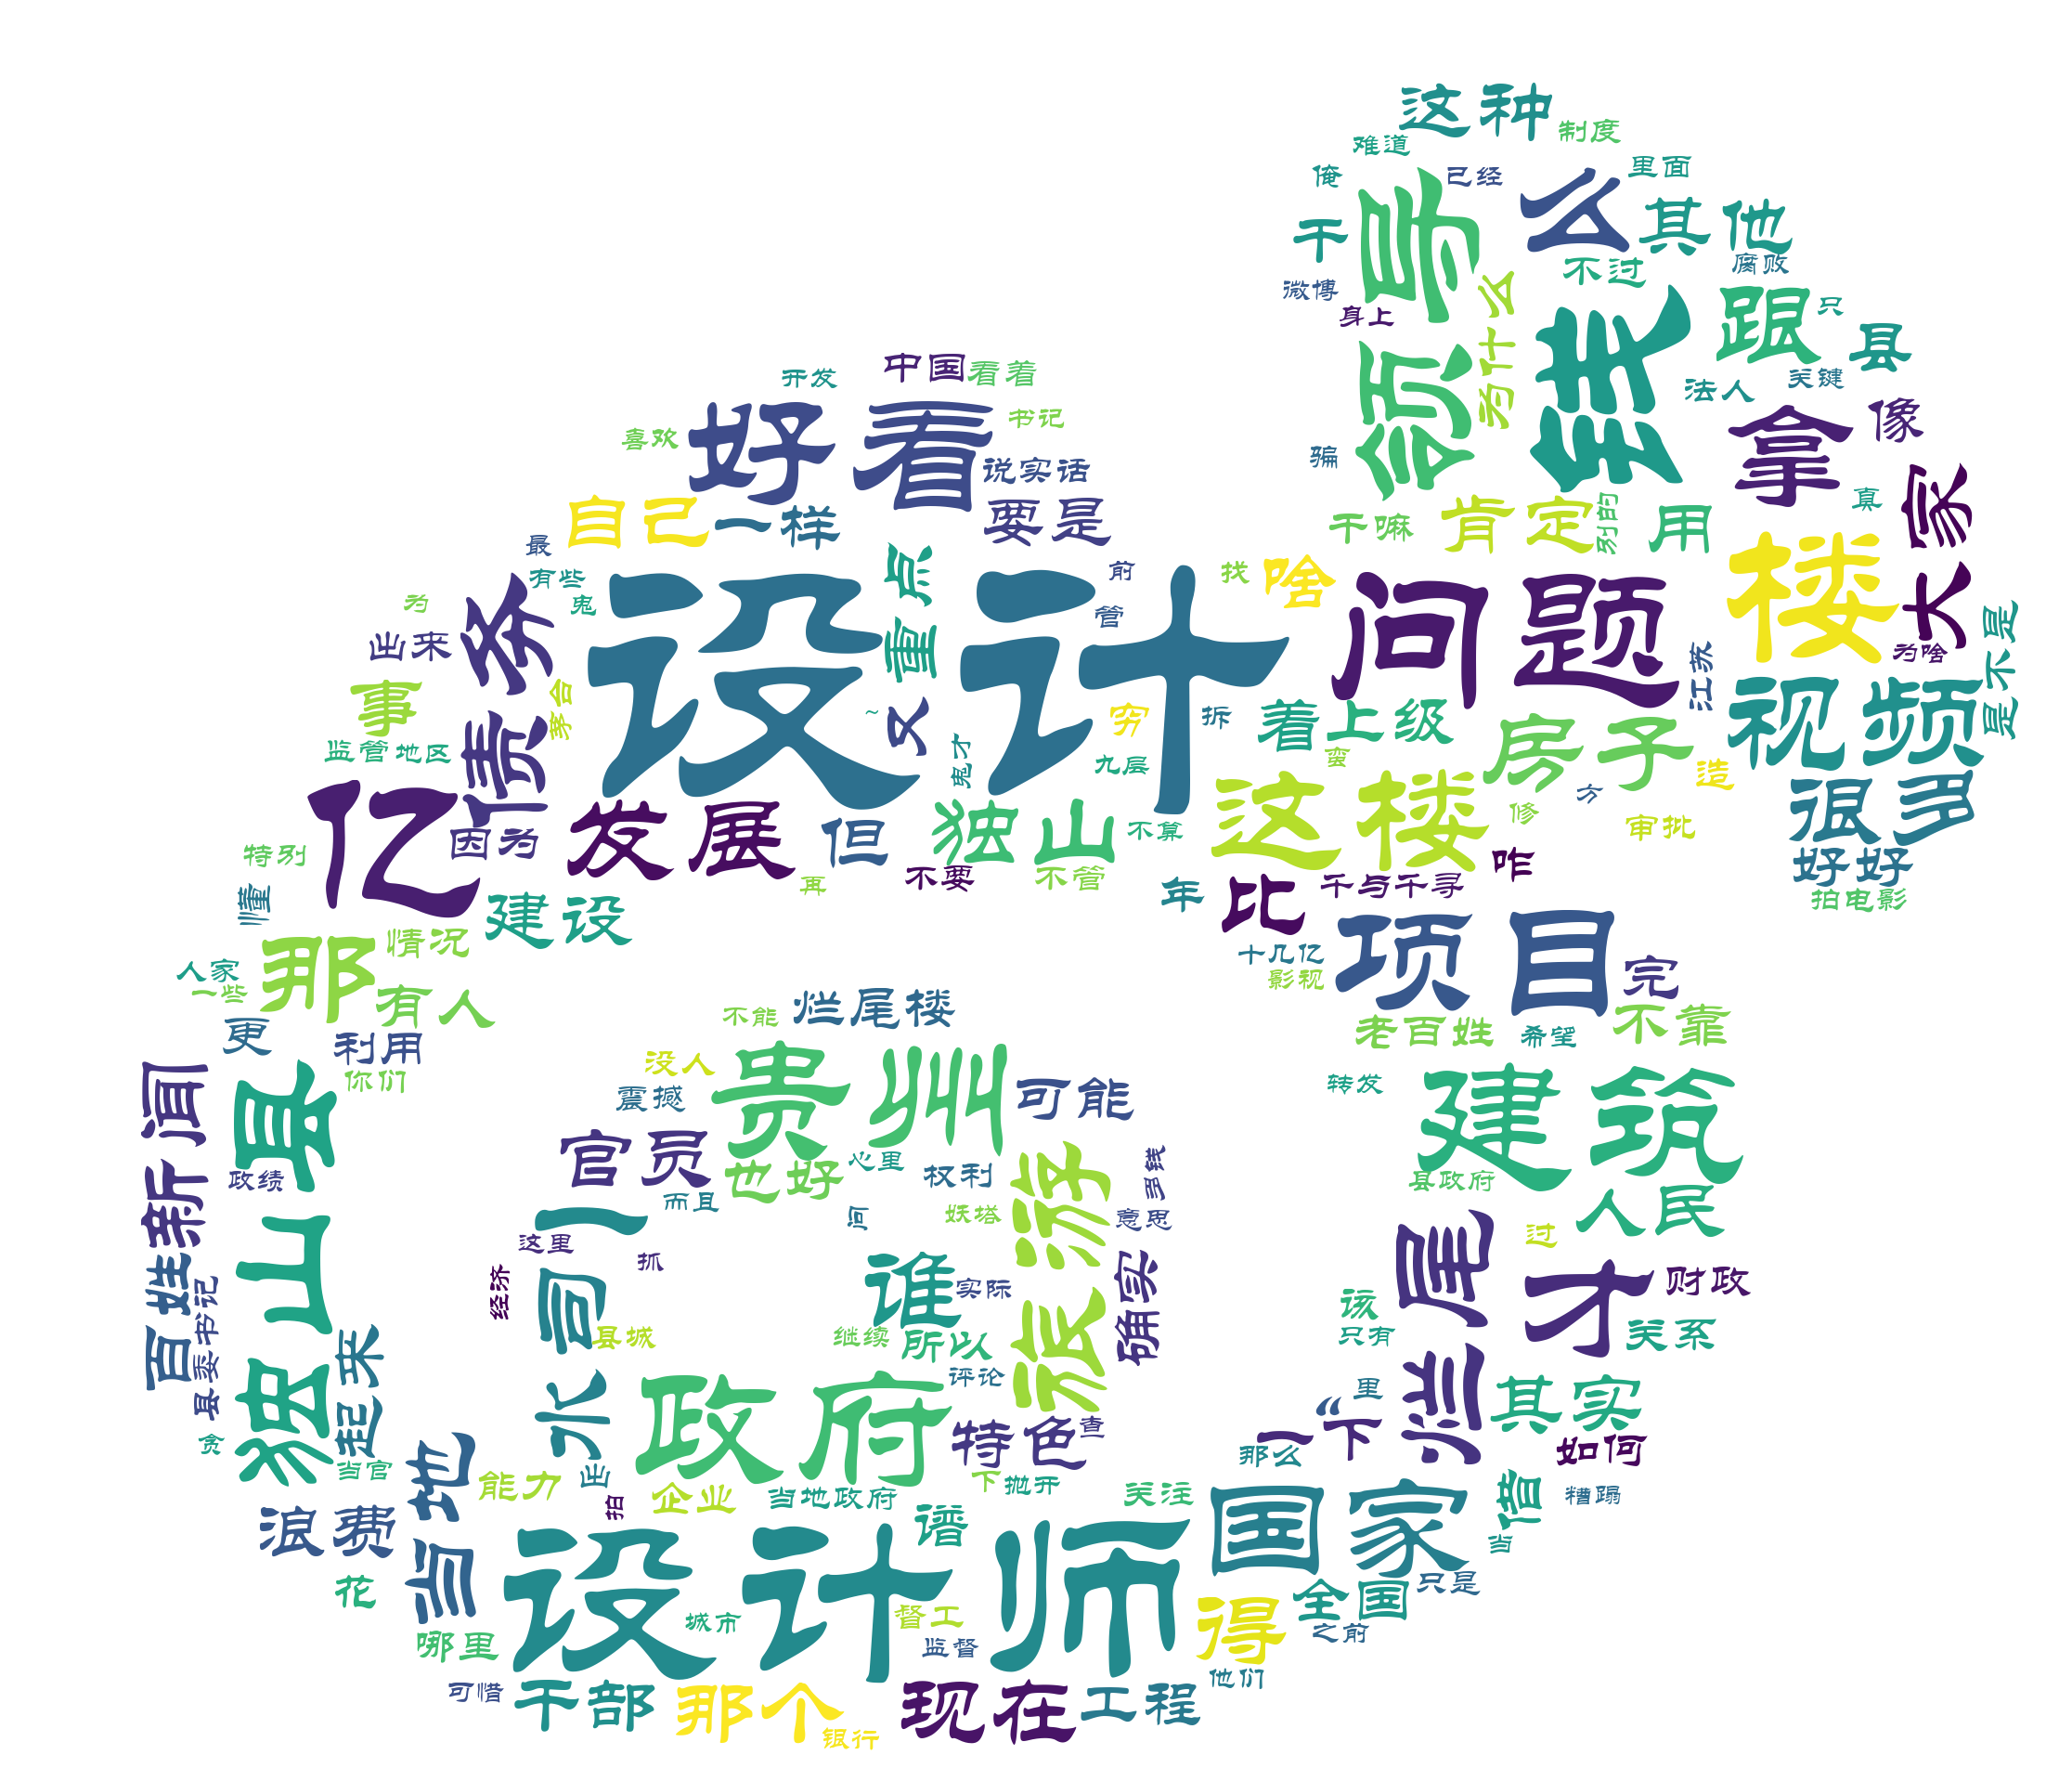 这种
制度
难道
里面
俺
已经
帅
么
其他
干
不过
腐败
微博
身上
为什么
钱
跟
只
县
中国
看着
开发
法人
关键
好看
书记
喜欢
感觉
拿
像
说实话
骗
自己
一样
要是
干嘛
肯定
别的
用
真
大家
最
有些
鬼
重点
前
管
找
啥
问题
楼
为
债务
设计
江苏
为啥
是不是
出来
事
茅台
又
~
穷
拆
着
上级
房子
视频
监管地区
鬼才
九层
蛮
造
亿
因为
发展
但
独山
不算
这楼
修
方
审批
很多
特别
再
不要
不管
咋
好好
懂
建设
年
比
千与千寻
拍电影
那
情况
十几亿
项目
完
人家
一些
有人
影视
更
利用
不能
烂尾楼
老百姓
希望
不靠
你们
没人
贵州
可能
转发
建筑
百姓新闻
独山县
震撼
官员
也好
心里
权利
多钱
县政府
人民
政绩
而且
妖塔
意思
水司一
这里
问
旅游
过
抓
谁
实际
确实
烂尾
才
财政
经济
县委书记
起来
县城
继续
所以
该
只有
关系
评论
政府
特色
查
“
一下
里
其实
贪
当官
当地
能力
出
下
抛开
那么
如何
拍
企业
当地政府
关注
国家
信
糟蹋
浪费
谱
当
花
设计师
全国
只是
哪里
城市
督工
得
之前
监督
可惜
干部
那个
现在
工程
他们
银行